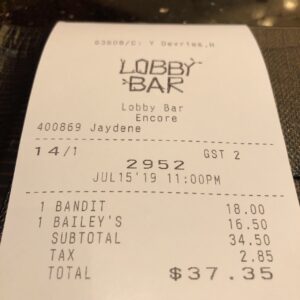 63608/C: Y Devries,H
LOBBY
BAR
Lobby Bar
Encore
400869 Jaydene
14/1 GST 2
2952
JUL15'19 11:00PM
1 BANDIT 18.00
1 BAILEY'S 16.50
SUBTOTAL 34.50
TAX 2.85
TOTAL $37.35